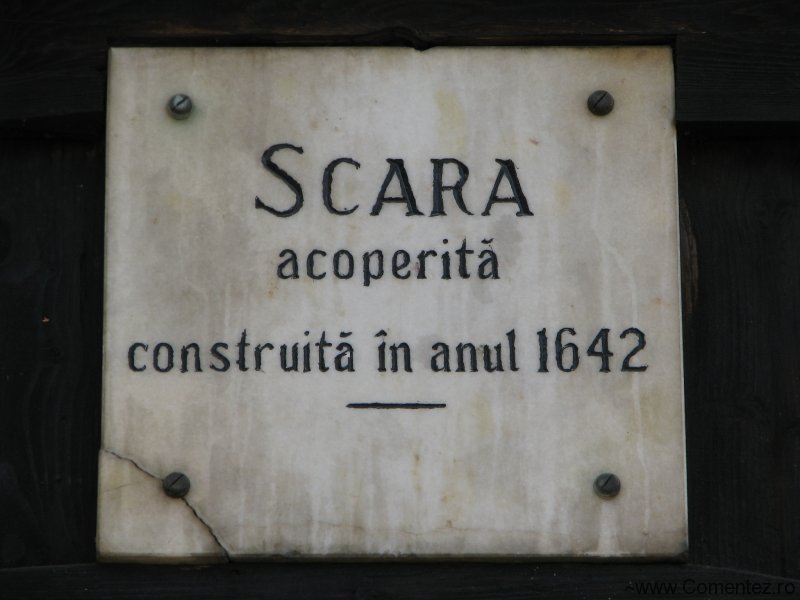 SCARA
acoperită
construită în anul 1642
~www.Comentez.ro